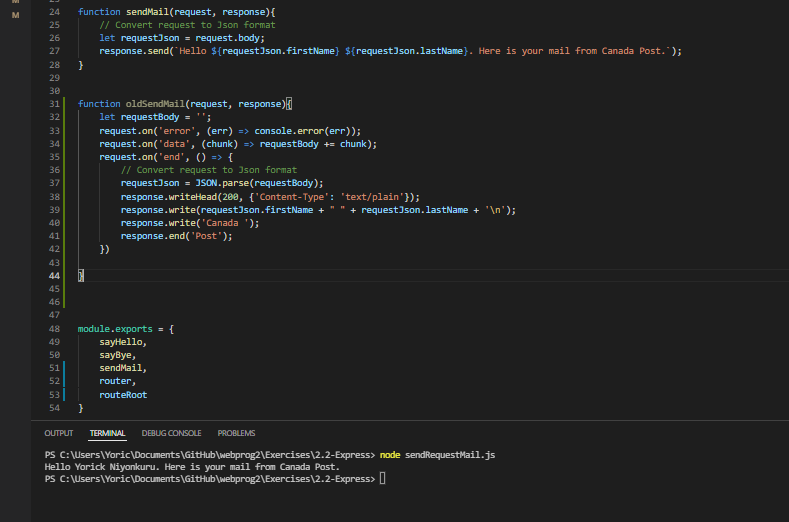 M
M
24 function sendMail(request, response){
25 // Convert request to Json format
26 let requestJson = request.body;
27 response.send(`Hello ${requestJson.firstName} ${requestJson.lastName}. Here is your mail from Canada Post.`);
28 }
29
30
31 function oldSendMail(request, response){
32 let requestBody = '';
33 request.on('error', (err) => console.error(err));
34 request.on('data', (chunk) => requestBody += chunk);
35 request.on('end', () => {
36 // Convert request to Json format
37 requestJson = JSON.parse(requestBody);
38 response.writeHead(200, {'Content-Type': 'text/plain'});
39 response.write(requestJson.firstName + " " + requestJson.lastName + '\n');
40 response.write('Canada ');
41 response.end('Post');
42 })
43
44 }
45
46
47
48 module.exports = {
49 sayHello,
50 sayBye,
51 sendMail,
52 router,
53 routeRoot
54 }
OUTPUT TERMINAL DEBUG CONSOLE PROBLEMS
PS C:\Users\Yoric\Documents\GitHub\webprog2\Exercises\2.2-Express> node sendRequestMail.js
Hello Yorick Niyonkuru. Here is your mail from Canada Post.
PS C:\Users\Yoric\Documents\GitHub\webprog2\Exercises\2.2-Express>